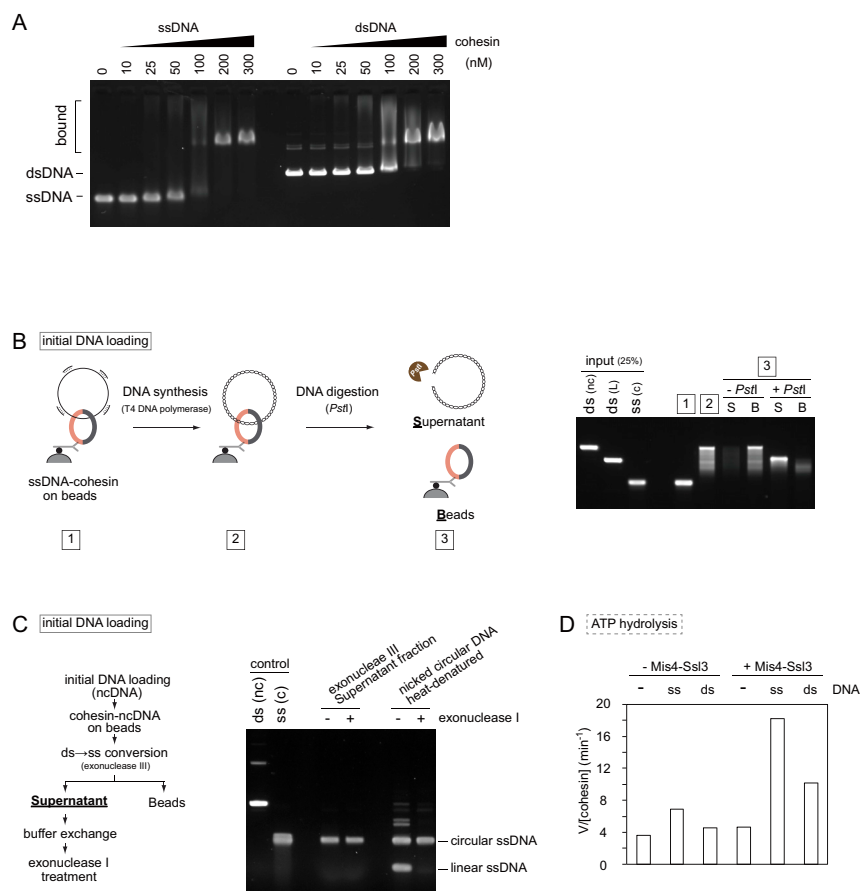 A
ssDNA
dsDNA
cohesin
(nM)
0 10 25 50 100 200 300 0 10 25 50 100 200 300
bound
dsDNA
ssDNA
B initial DNA loading
DNA synthesis
(T4 DNA polymerase)
DNA digestion
(PstI)
PstI
Supernatant
ssDNA-cohesin
on beads
Beads
1 2 3
input (25%)
3
- PstI + PstI
ds (nc) ds (L) ss (c) 1 2 S B S B
C initial DNA loading
initial DNA loading
(ncDNA)
cohesin-ncDNA
on beads
ds→ss conversion
(exonuclease III)
Supernatant Beads
buffer exchange
exonuclease I
treatment
control
ds (nc)
ss (c)
exonucleae III
Supernatant fraction
nicked circular DNA
heat-denatured
- + - + exonuclease I
circular ssDNA
linear ssDNA
D ATP hydrolysis
- Mis4-Ssl3 + Mis4-Ssl3
- ss ds - ss ds DNA
V/[cohesin] (min⁻¹)
20
16
12
8
4
0